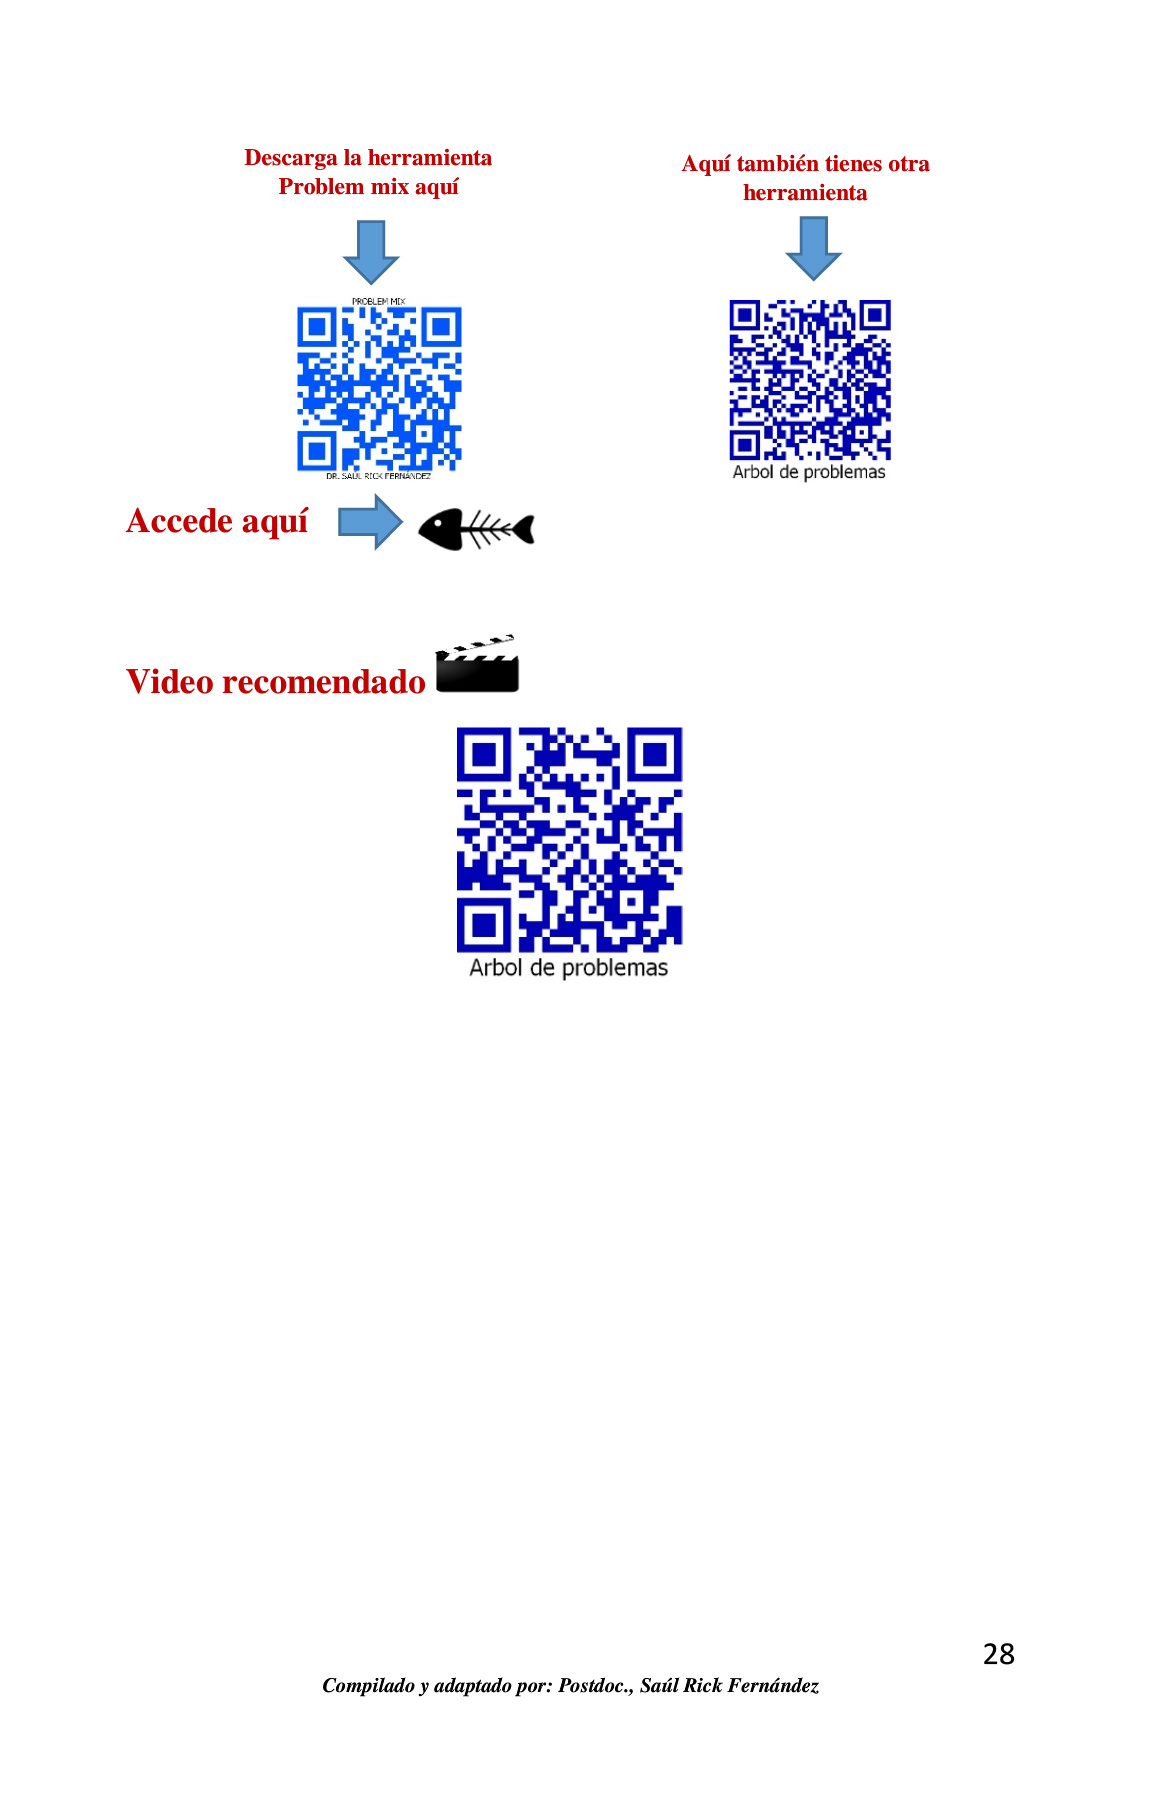 Descarga la herramienta
Problem mix aquí
Aquí también tienes otra
herramienta
PROBLEM MIX
DR. SAÚL RICK FERNÁNDEZ
Arbol de problemas
Accede aquí
Video recomendado
Arbol de problemas
28
Compilado y adaptado por: Postdoc., Saúl Rick Fernández